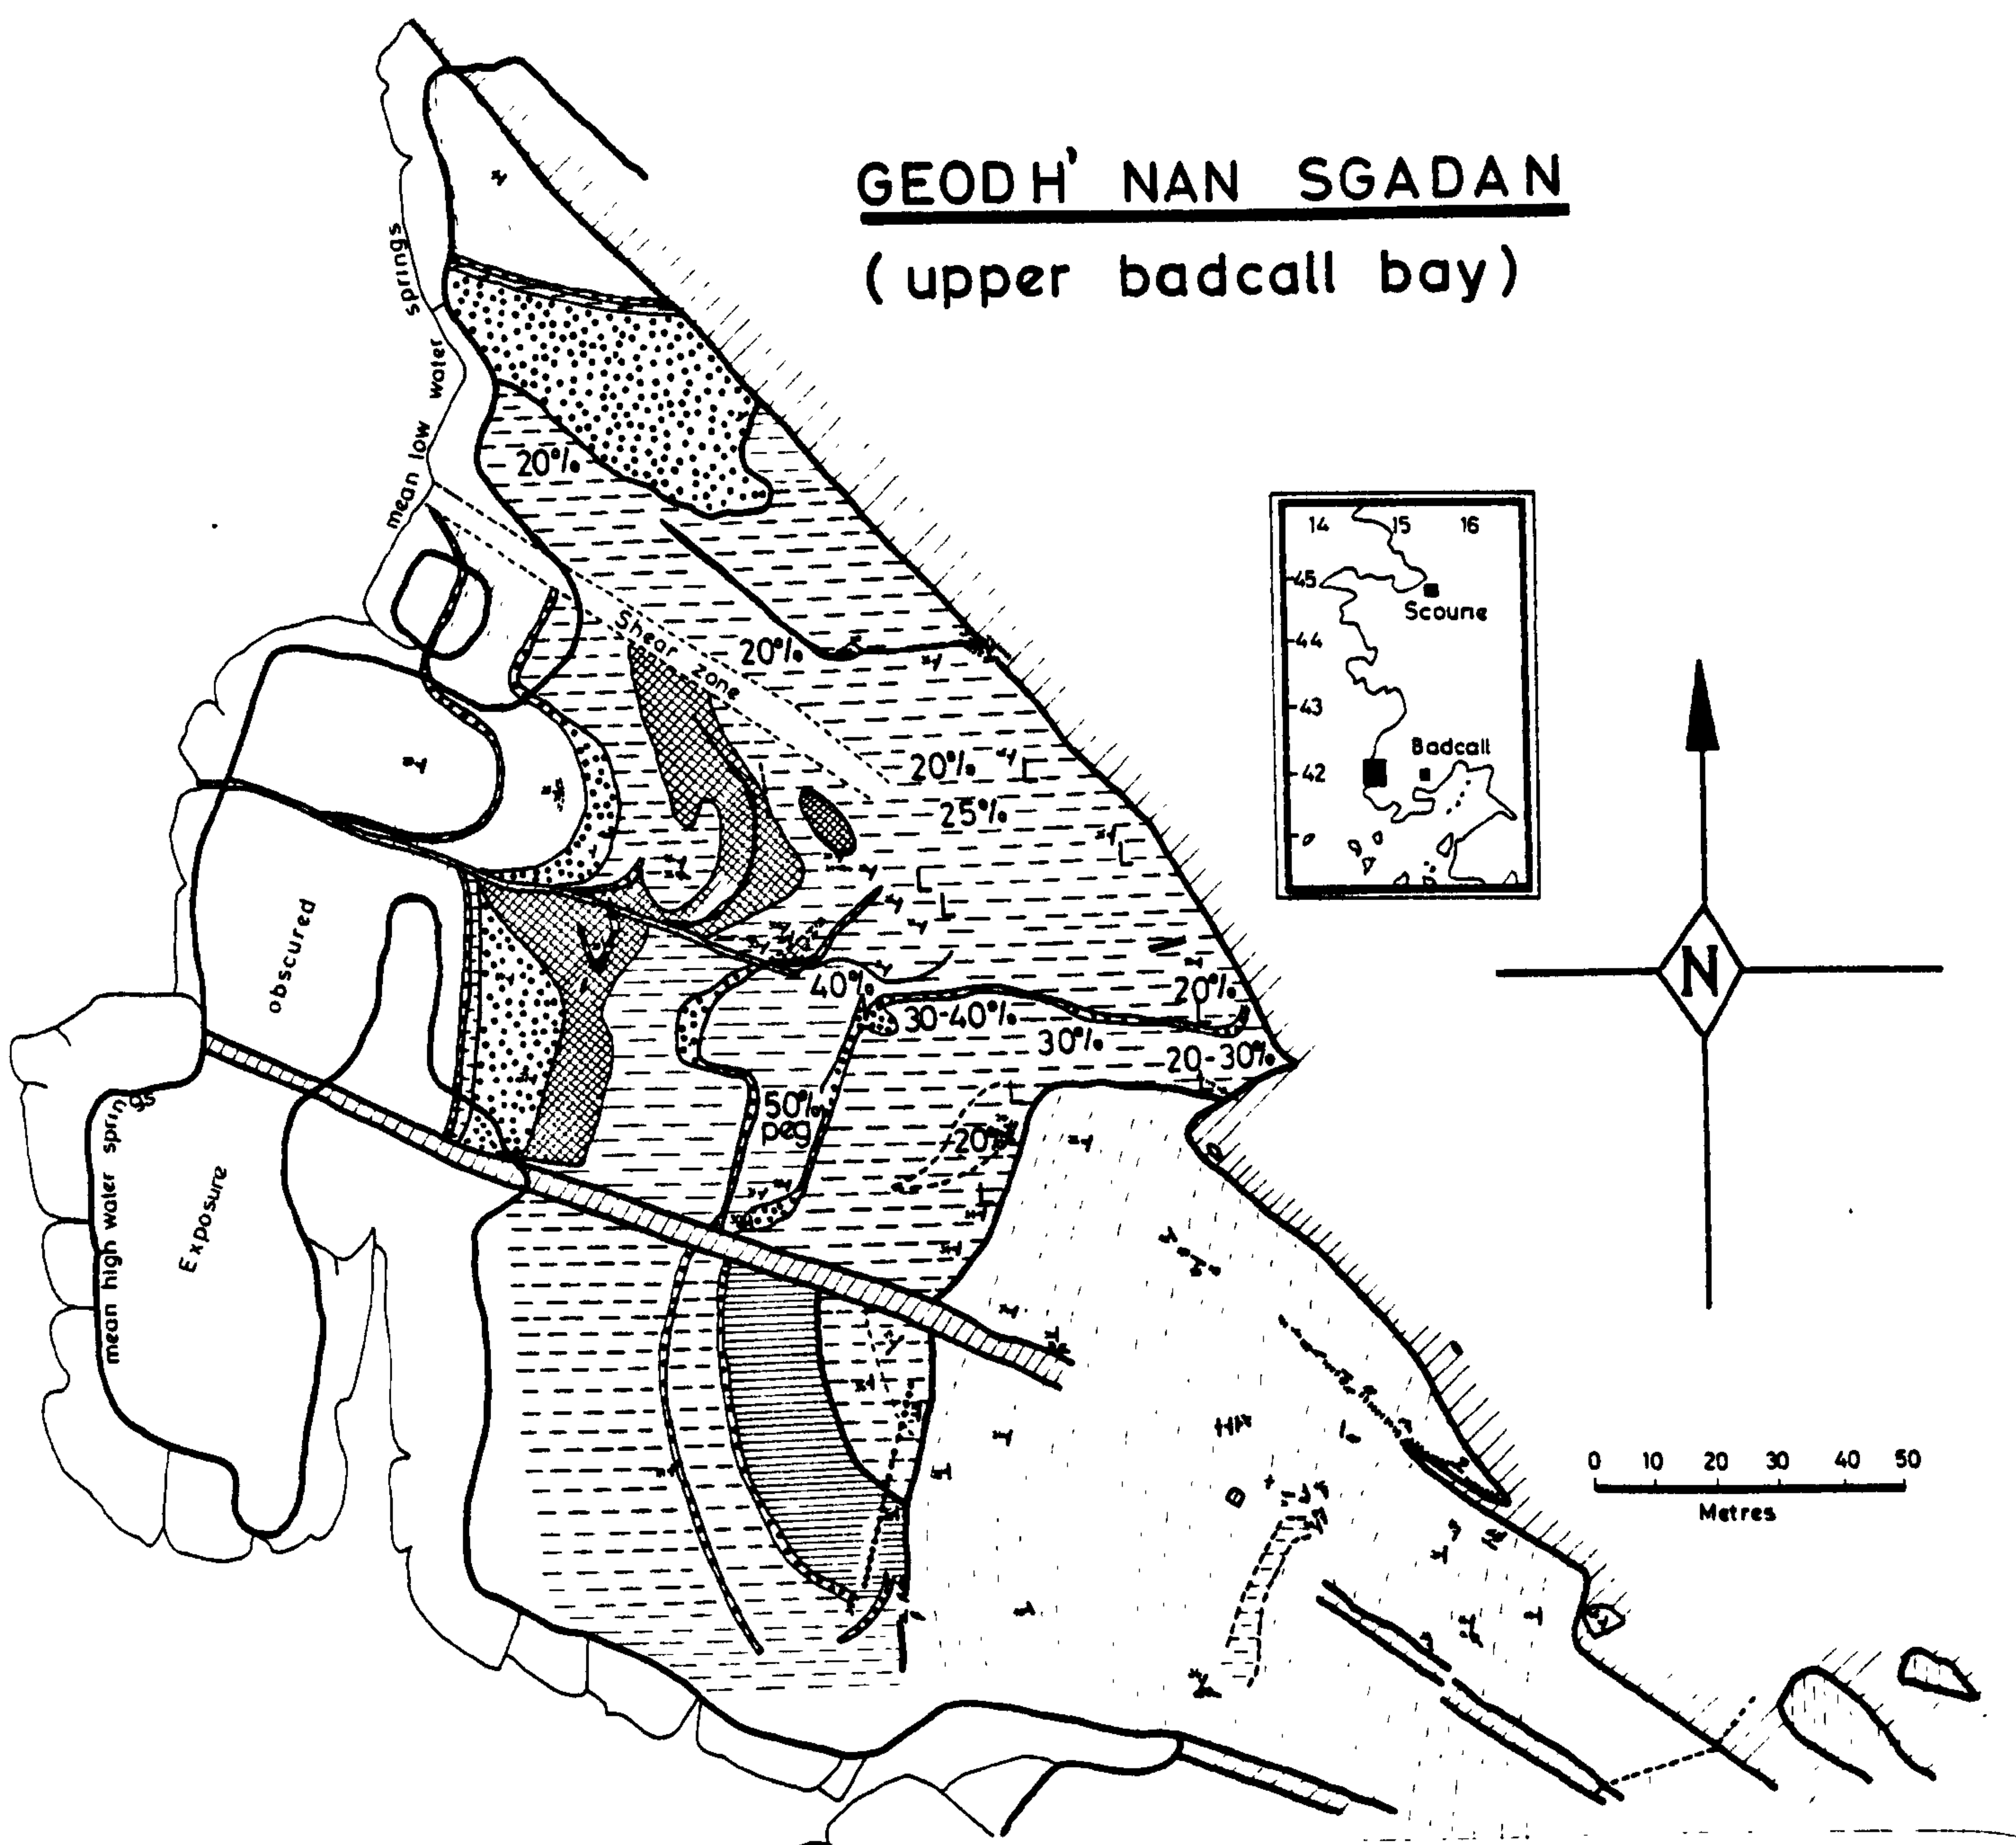 GEODH' NAN SGADAN
(upper badcall bay)
mean low water springs
20%
Shear zone
20%
20%
25%
40%
30-40%
20%
30%
20-30%
50%
peg
20%
obscured
Exposure
mean high water springs
14 15 16
45
Scourie
44
43
Badcall
42
N
0 10 20 30 40 50
Metres